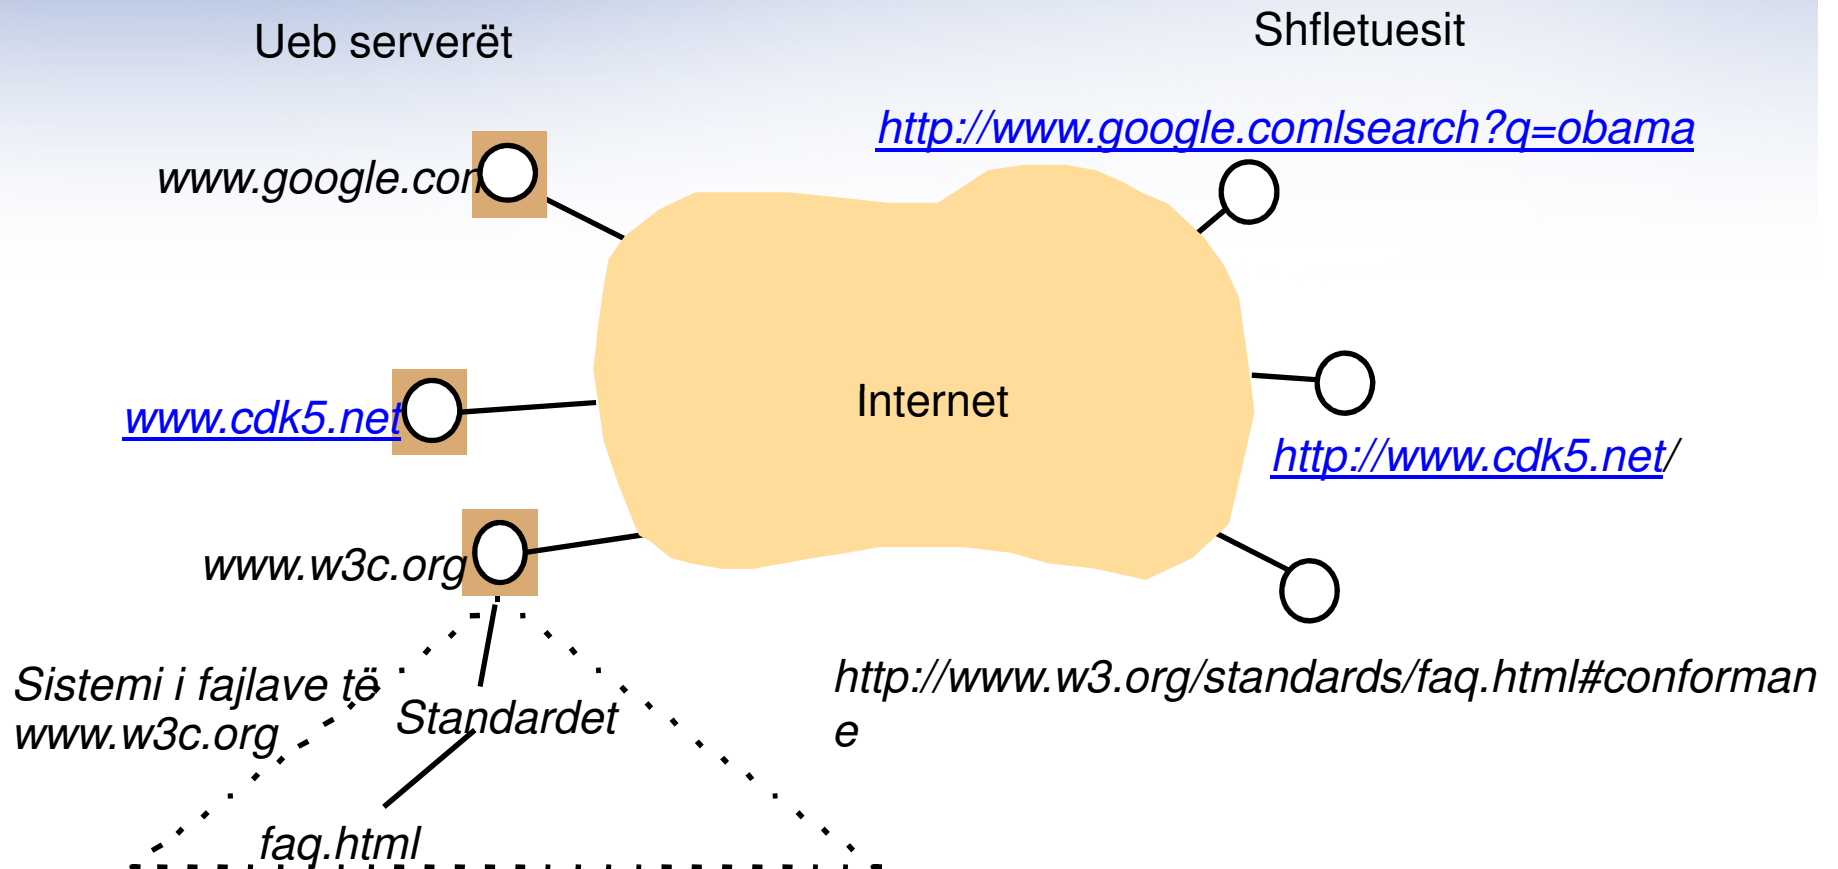 Ueb serverët
Shfletuesit
http://www.google.comlsearch?q=obama
www.google.com
Internet
www.cdk5.net
http://www.cdk5.net/
www.w3c.org
Sistemi i fajlave të
www.w3c.org
Standardet
http://www.w3.org/standards/faq.html#conforman
e
faq.html